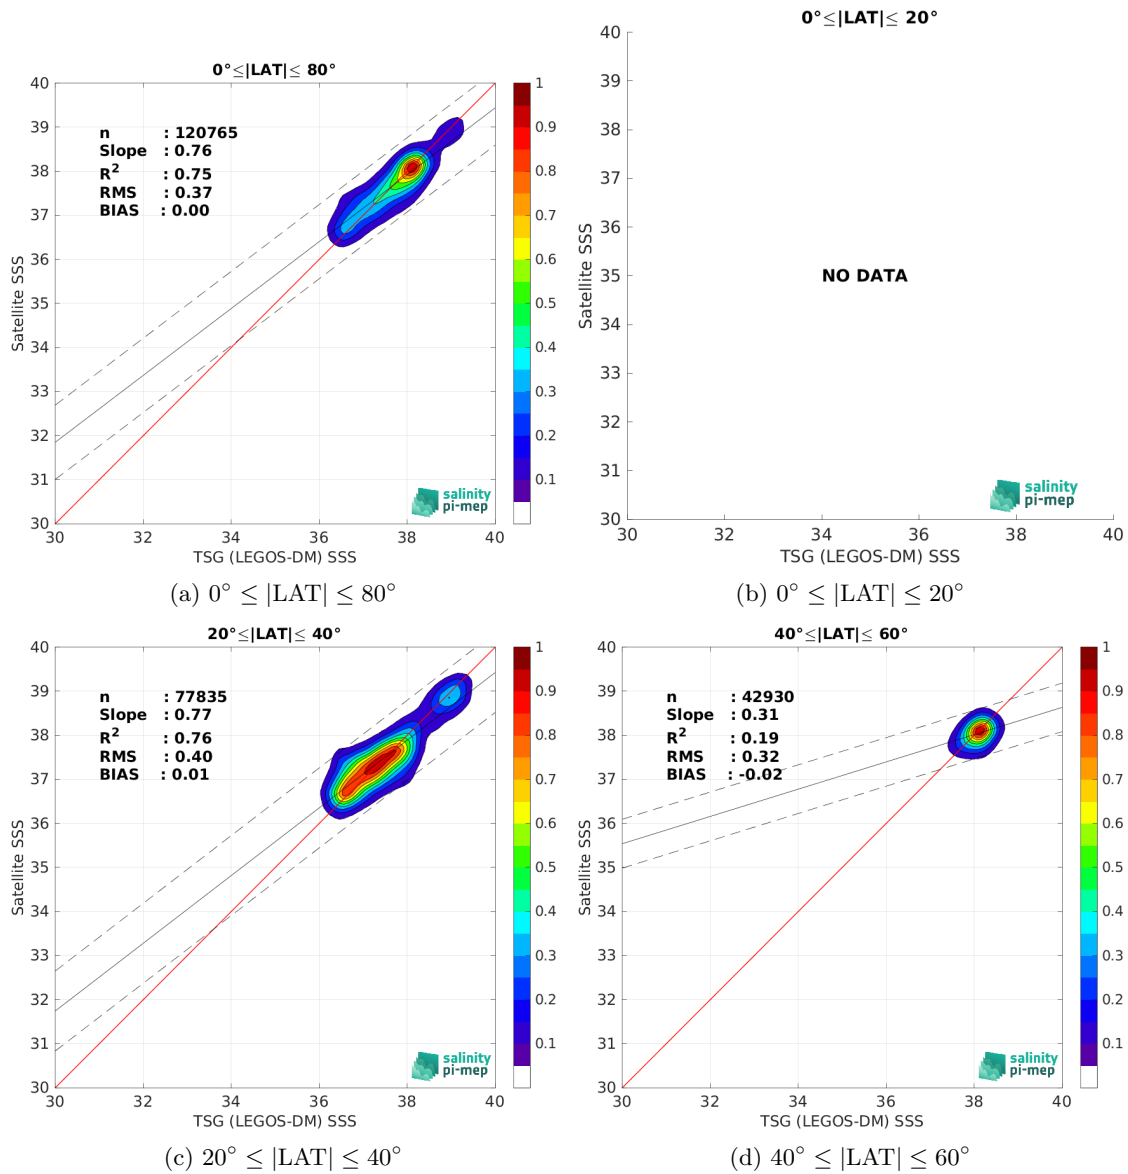 0°≤|LAT|≤ 80°
40
39
38
37
36
35
34
33
32
31
30
Satellite SSS
n : 120765
Slope : 0.76
R² : 0.75
RMS : 0.37
BIAS : 0.00
salinity
pi-mep
30 32 34 36 38 40
TSG (LEGOS-DM) SSS
1
0.9
0.8
0.7
0.6
0.5
0.4
0.3
0.2
0.1
(a) 0° ≤ |LAT| ≤ 80°
0°≤|LAT|≤ 20°
40
39
38
37
36
35
34
33
32
31
30
Satellite SSS
NO DATA
salinity
pi-mep
30 32 34 36 38 40
TSG (LEGOS-DM) SSS
(b) 0° ≤ |LAT| ≤ 20°
20°≤|LAT|≤ 40°
40
39
38
37
36
35
34
33
32
31
30
Satellite SSS
n : 77835
Slope : 0.77
R² : 0.76
RMS : 0.40
BIAS : 0.01
salinity
pi-mep
30 32 34 36 38 40
TSG (LEGOS-DM) SSS
1
0.9
0.8
0.7
0.6
0.5
0.4
0.3
0.2
0.1
(c) 20° ≤ |LAT| ≤ 40°
40°≤|LAT|≤ 60°
40
39
38
37
36
35
34
33
32
31
30
Satellite SSS
n : 42930
Slope : 0.31
R² : 0.19
RMS : 0.32
BIAS : -0.02
salinity
pi-mep
30 32 34 36 38 40
TSG (LEGOS-DM) SSS
1
0.9
0.8
0.7
0.6
0.5
0.4
0.3
0.2
0.1
(d) 40° ≤ |LAT| ≤ 60°